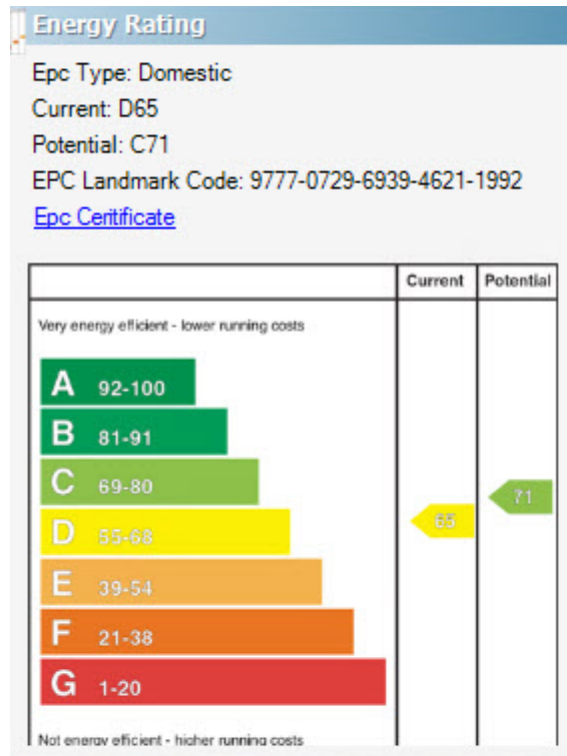 Energy Rating
Epc Type: Domestic
Current: D65
Potential: C71
EPC Landmark Code: 9777-0729-6939-4621-1992
Epc Ceritificate
Current Potential
Very energy efficient - lower running costs
A 92-100
B 81-91
C 69-80
71
D 55-68
65
E 39-54
F 21-38
G 1-20
Not energy efficient - higher running costs